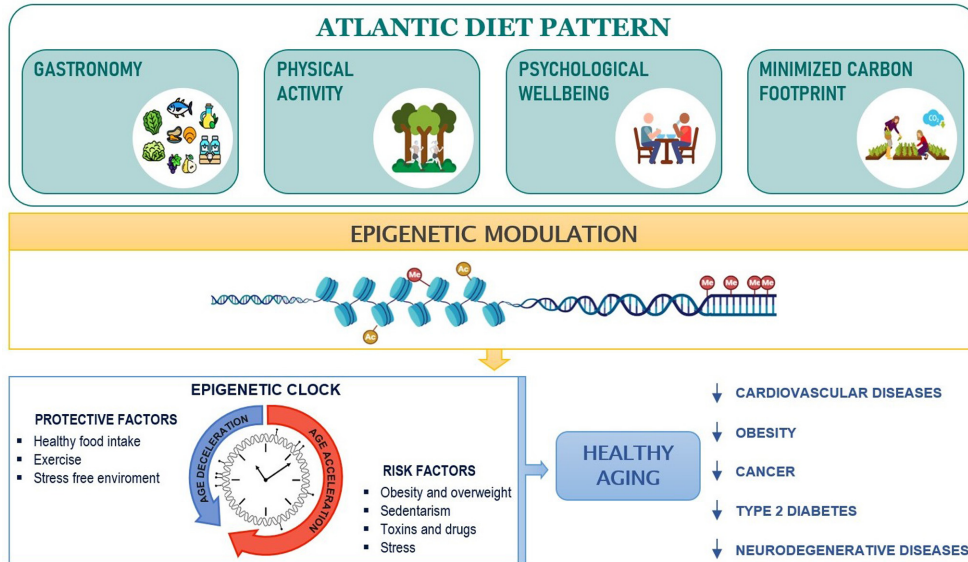 ATLANTIC DIET PATTERN
GASTRONOMY
PHYSICAL
ACTIVITY
PSYCHOLOGICAL
WELLBEING
MINIMIZED CARBON
FOOTPRINT
CO₂
EPIGENETIC MODULATION
Me
Ac
Ac
Me
Me
Me
Me
EPIGENETIC CLOCK
PROTECTIVE FACTORS
Healthy food intake
Exercise
Stress free enviroment
AGE DECELERATION
AGE ACCELERATION
RISK FACTORS
Obesity and overweight
Sedentarism
Toxins and drugs
Stress
HEALTHY
AGING
CARDIOVASCULAR DISEASES
OBESITY
CANCER
TYPE 2 DIABETES
NEURODEGENERATIVE DISEASES